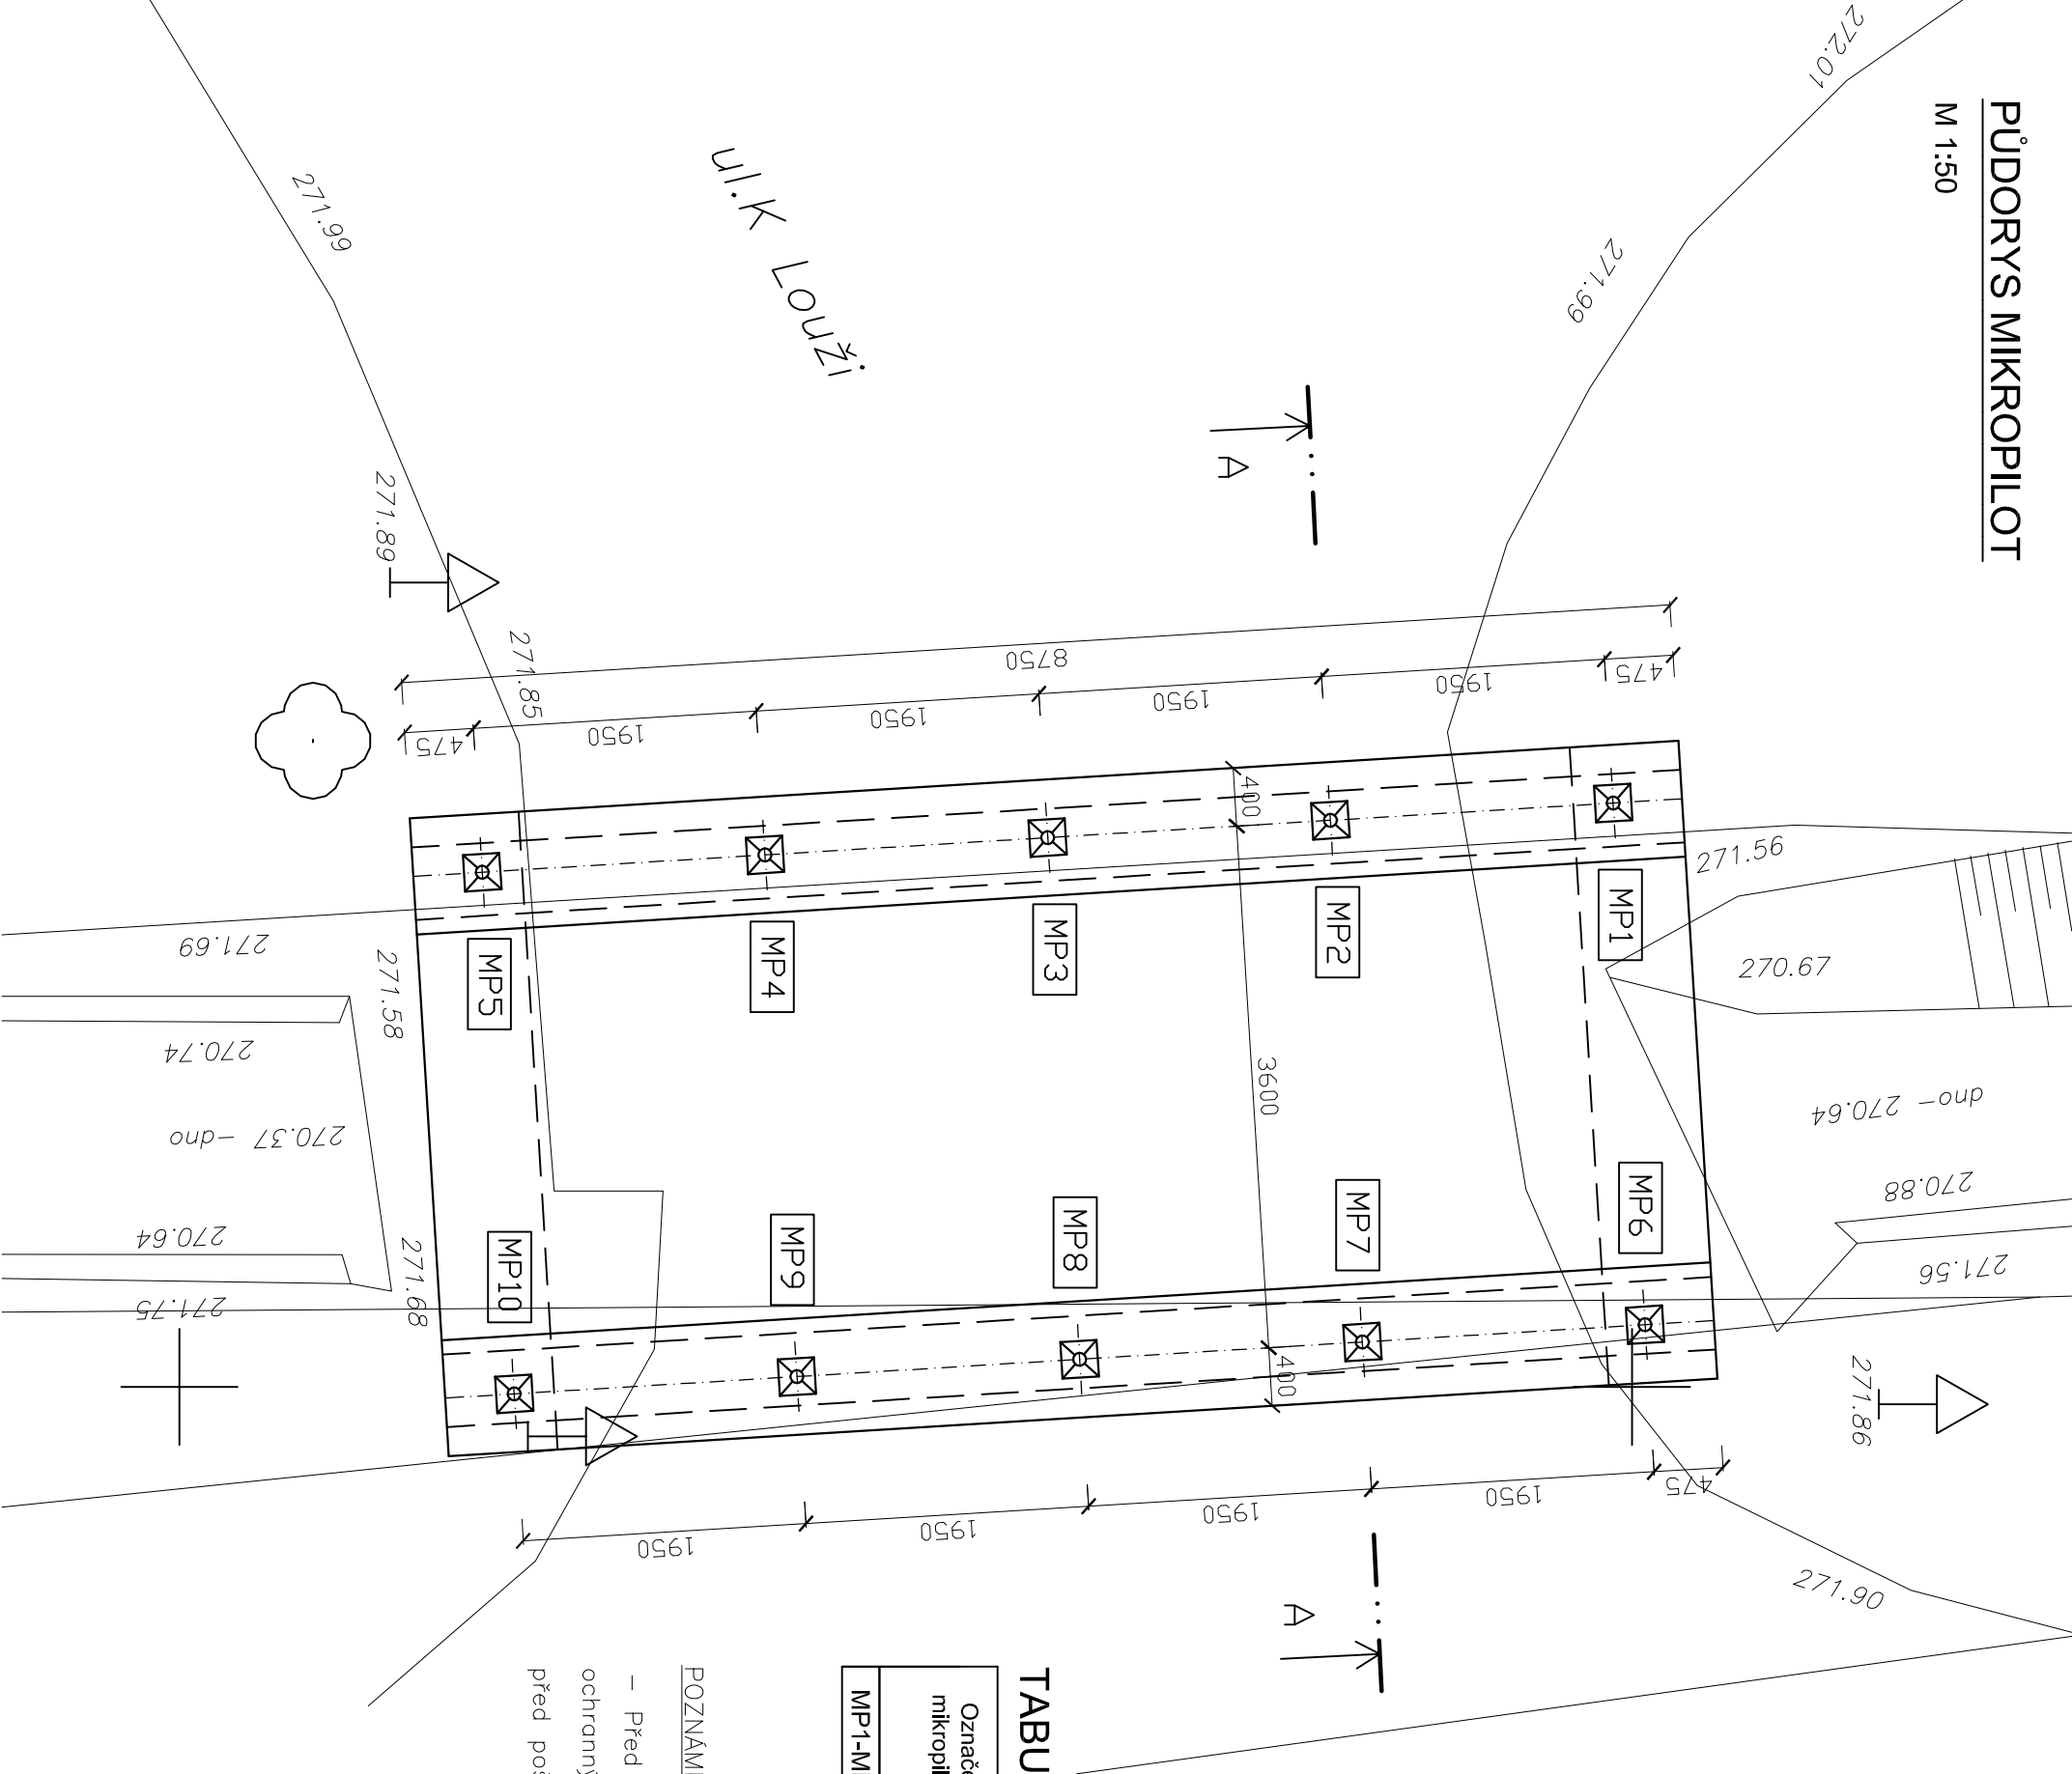 PŮDORYS MIKROPILOT
M 1:50
272.01
271.99
271.99
ul.K Louži
A
271.89
271.85
8750
475
1950
1950
1950
1950
475
400
3600
400
MP1
MP2
MP3
MP4
MP5
MP6
MP7
MP8
MP9
MP10
271.56
270.67
dno- 270.64
270.88
271.56
271.86
271.69
271.58
270.74
270.37 -dno
270.64
271.68
271.75
475
1950
1950
1950
1950
271.90
A
TABU
Označe
mikropil
MP1-M
POZNÁM
- Před
ochranný
před poš